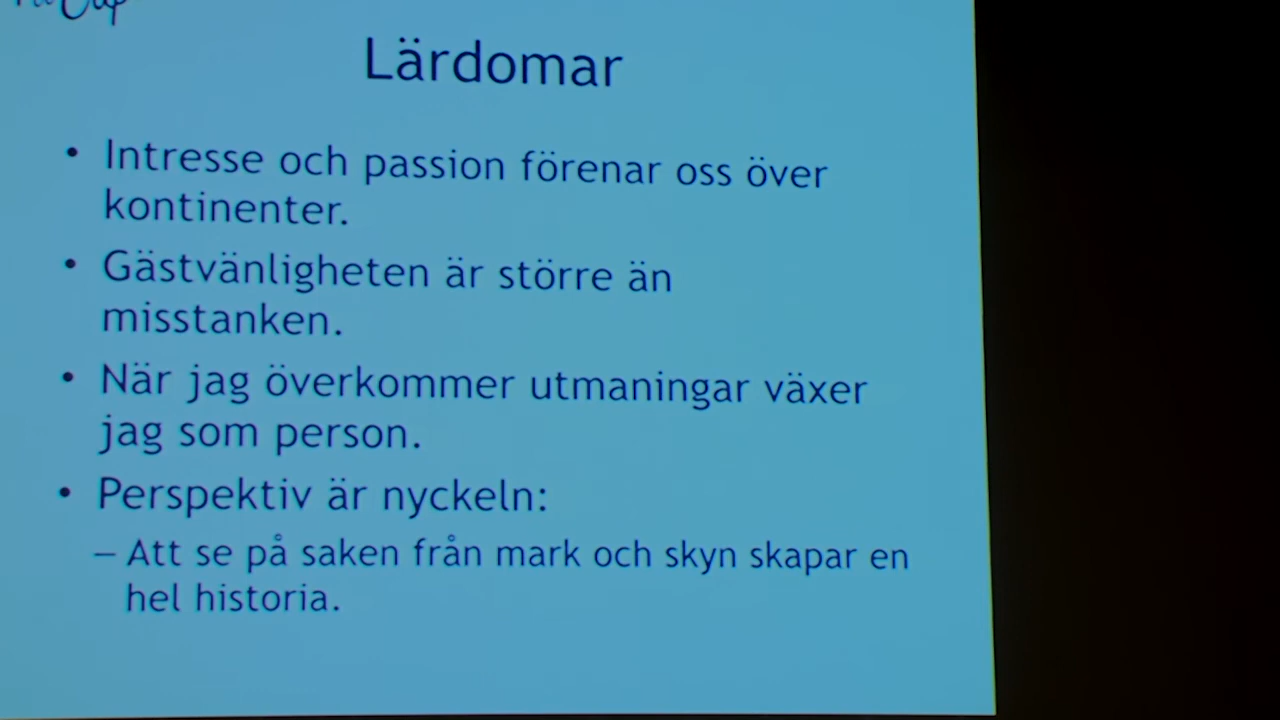 Lärdomar
• Intresse och passion förenar oss över
kontinenter.
• Gästvänligheten är större än
misstanken.
• När jag överkommer utmaningar växer
jag som person.
• Perspektiv är nyckeln:
– Att se på saken från mark och skyn skapar en
hel historia.